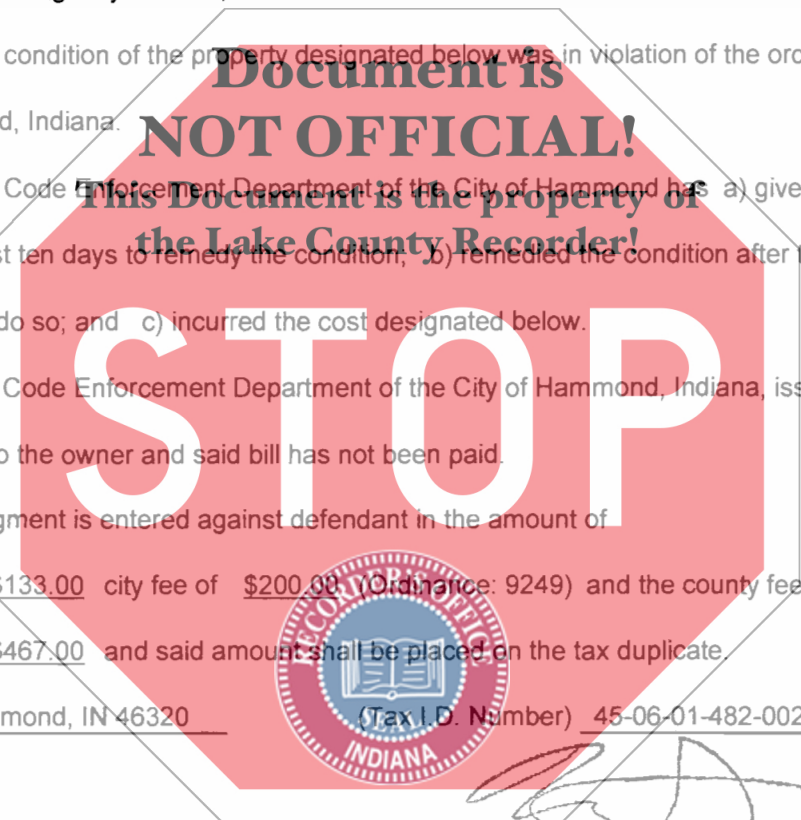 condition of the property designated below was in violation of the ord
Document is
d, Indiana.
NOT OFFICIAL!
Code Enforcement Department of the City of Hammond has a) give
This Document is the property of
st ten days to remedy the condition; b) remedied the condition after t
the Lake County Recorder!
do so; and c) incurred the cost designated below.
STOP
Code Enforcement Department of the City of Hammond, Indiana, iss
o the owner and said bill has not been paid.
gment is entered against defendant in the amount of
$133.00 city fee of $200.00 (Ordinance: 9249) and the county fee
$467.00 and said amount shall be placed on the tax duplicate.
mond, IN 46320 (Tax I.D. Number) 45-06-01-482-002
RECORDER'S OFFICE
SEAL
INDIANA